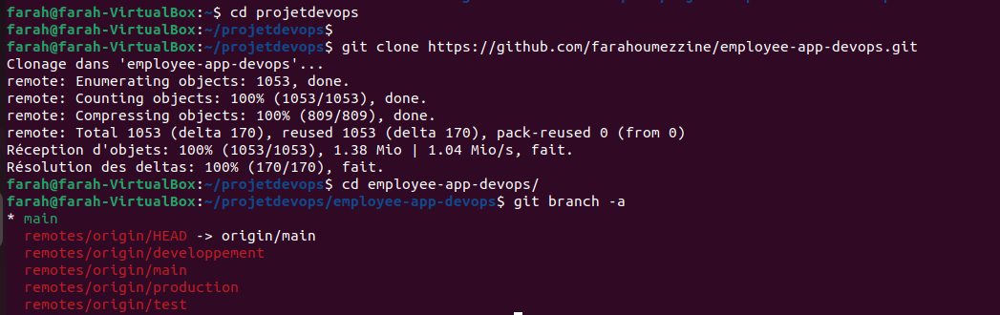 farah@farah-VirtualBox:~$ cd projetdevops
farah@farah-VirtualBox:~/projetdevops$
farah@farah-VirtualBox:~/projetdevops$ git clone https://github.com/farahoumezzine/employee-app-devops.git
Clonage dans 'employee-app-devops'...
remote: Enumerating objects: 1053, done.
remote: Counting objects: 100% (1053/1053), done.
remote: Compressing objects: 100% (809/809), done.
remote: Total 1053 (delta 170), reused 1053 (delta 170), pack-reused 0 (from 0)
Réception d'objets: 100% (1053/1053), 1.38 Mio | 1.04 Mio/s, fait.
Résolution des deltas: 100% (170/170), fait.
farah@farah-VirtualBox:~/projetdevops$ cd employee-app-devops/
farah@farah-VirtualBox:~/projetdevops/employee-app-devops$ git branch -a
* main
  remotes/origin/HEAD -> origin/main
  remotes/origin/developpement
  remotes/origin/main
  remotes/origin/production
  remotes/origin/test